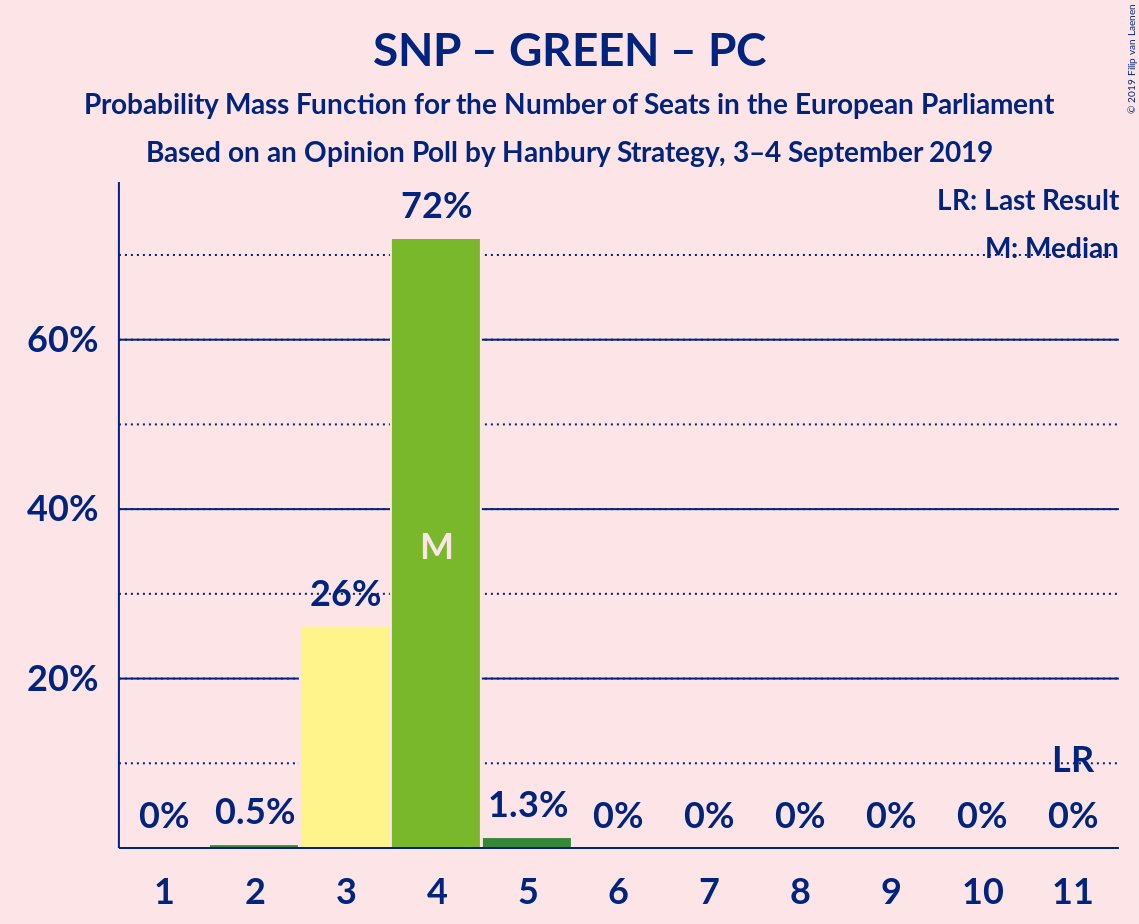 SNP – GREEN – PC
Probability Mass Function for the Number of Seats in the European Parliament
Based on an Opinion Poll by Hanbury Strategy, 3–4 September 2019
© 2019 Filip van Laenen
LR: Last Result
M: Median
72%
60%
40%
M
26%
20%
LR
0% 0.5% 1.3% 0% 0% 0% 0% 0% 0%
1 2 3 4 5 6 7 8 9 10 11